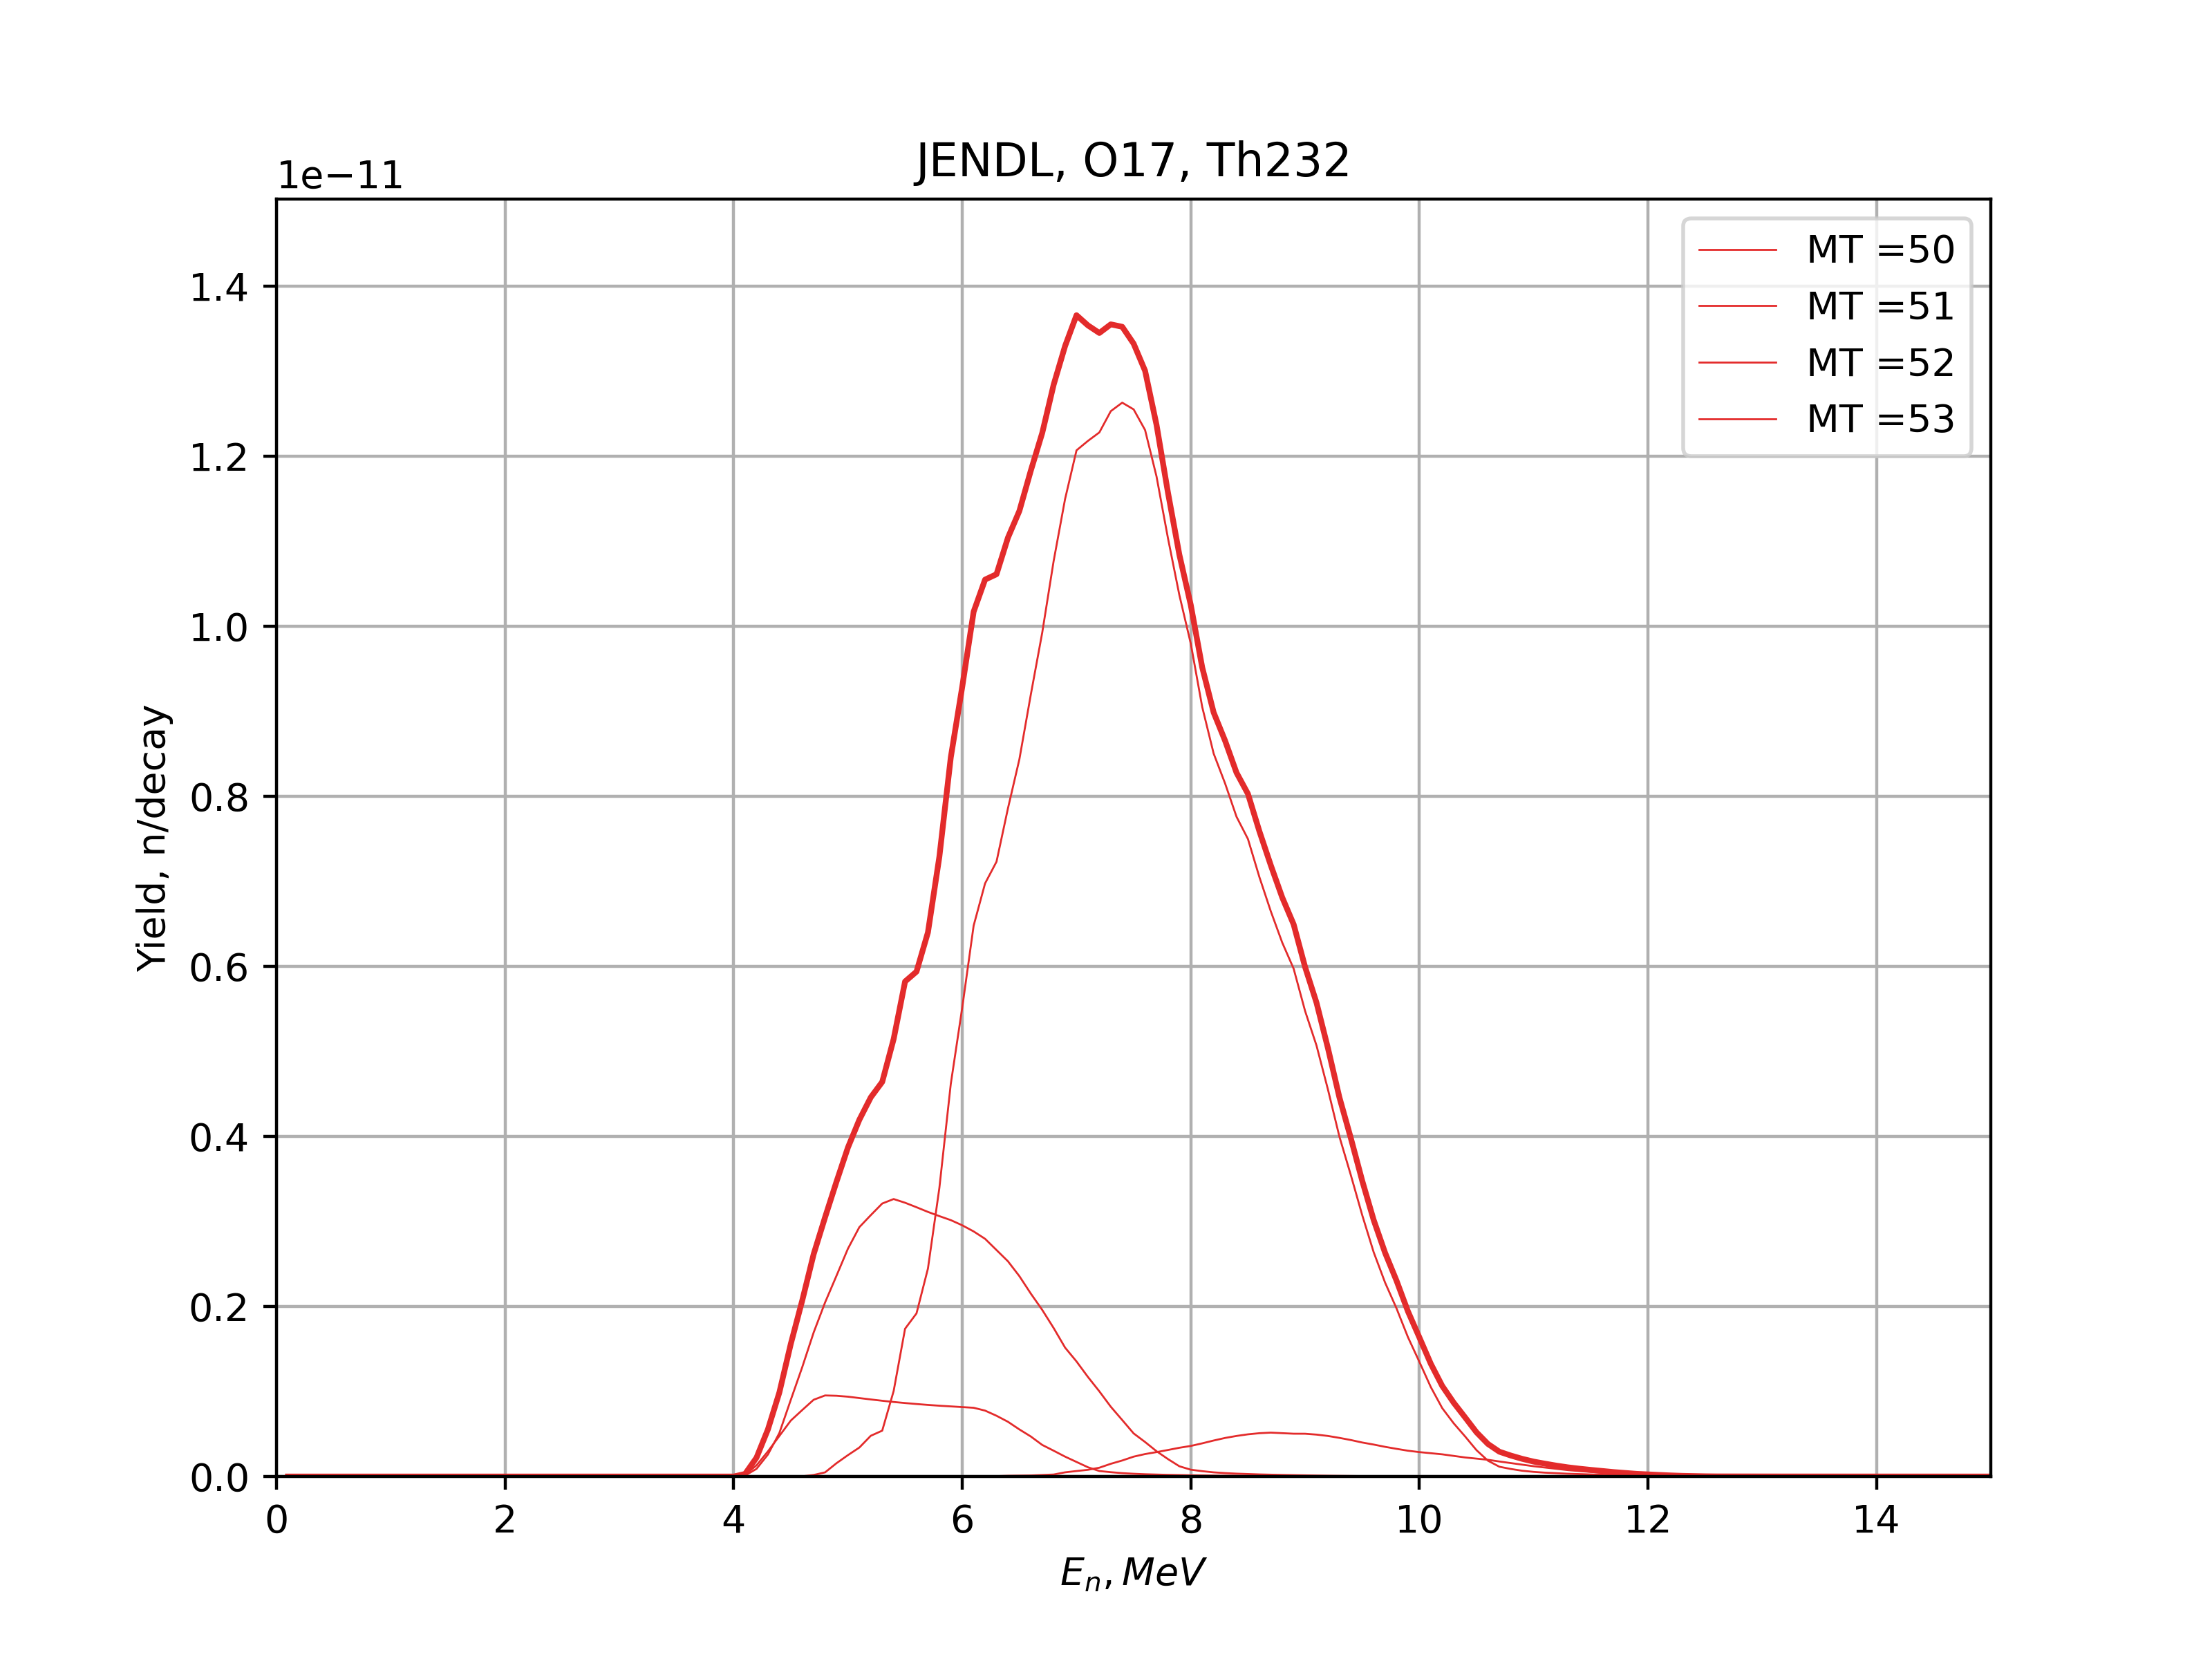 JENDL, O17, Th232
1e−11
MT =50
MT =51
MT =52
MT =53
1.4
1.2
1.0
0.8
0.6
0.4
0.2
0.0
Yield, n/decay
0 2 4 6 8 10 12 14
Eₙ, MeV